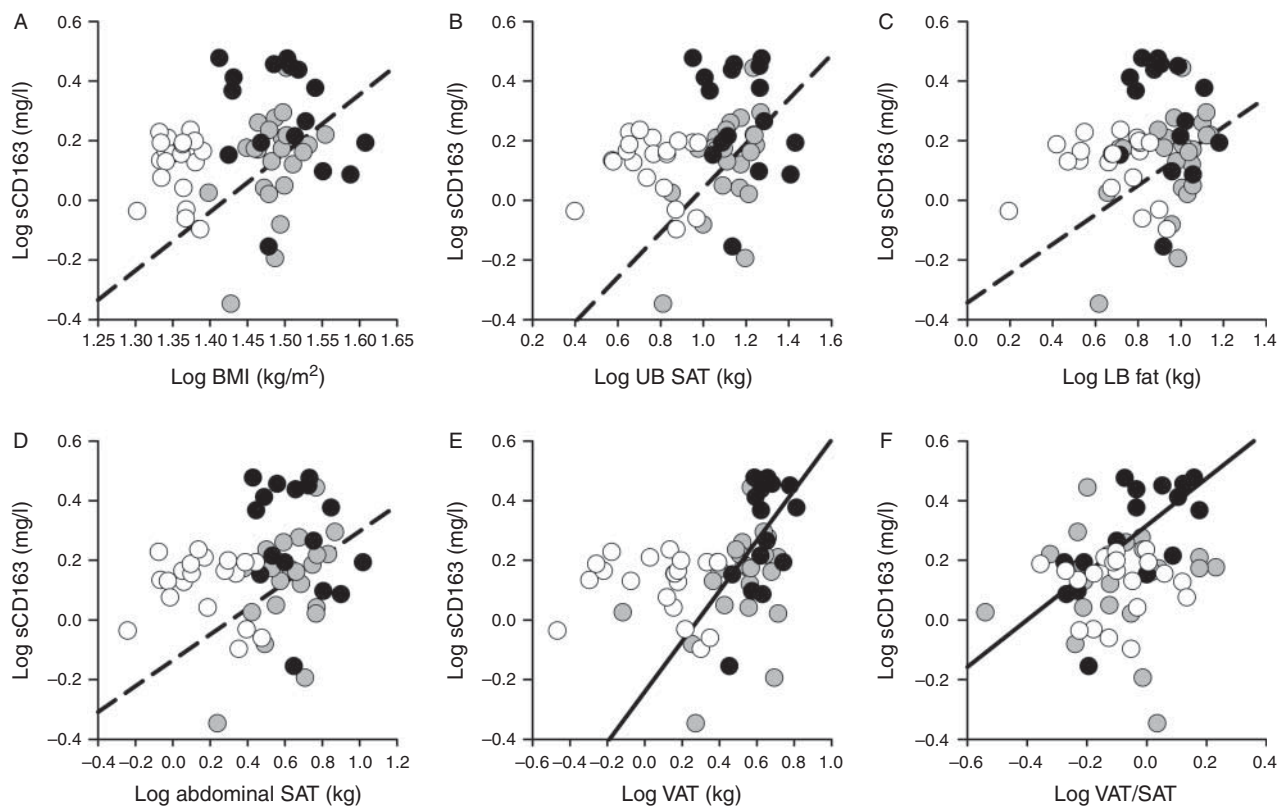 A
B
C
0.6 0.6 0.6
0.4 0.4 0.4
0.2 0.2 0.2
0.0 0.0 0.0
−0.2 −0.2 −0.2
−0.4 −0.4 −0.4
Log sCD163 (mg/l) Log sCD163 (mg/l) Log sCD163 (mg/l)
1.25 1.30 1.35 1.40 1.45 1.50 1.55 1.60 1.65
0.2 0.4 0.6 0.8 1.0 1.2 1.4 1.6
0.0 0.2 0.4 0.6 0.8 1.0 1.2 1.4
Log BMI (kg/m²) Log UB SAT (kg) Log LB fat (kg)
D
E
F
0.6 0.6 0.6
0.4 0.4 0.4
0.2 0.2 0.2
0.0 0.0 0.0
−0.2 −0.2 −0.2
−0.4 −0.4 −0.4
Log sCD163 (mg/l) Log sCD163 (mg/l) Log sCD163 (mg/l)
−0.4 −0.2 0.0 0.2 0.4 0.6 0.8 1.0 1.2
−0.6 −0.4 −0.2 0.0 0.2 0.4 0.6 0.8 1.0
−0.6 −0.4 −0.2 0.0 0.2 0.4
Log abdominal SAT (kg) Log VAT (kg) Log VAT/SAT